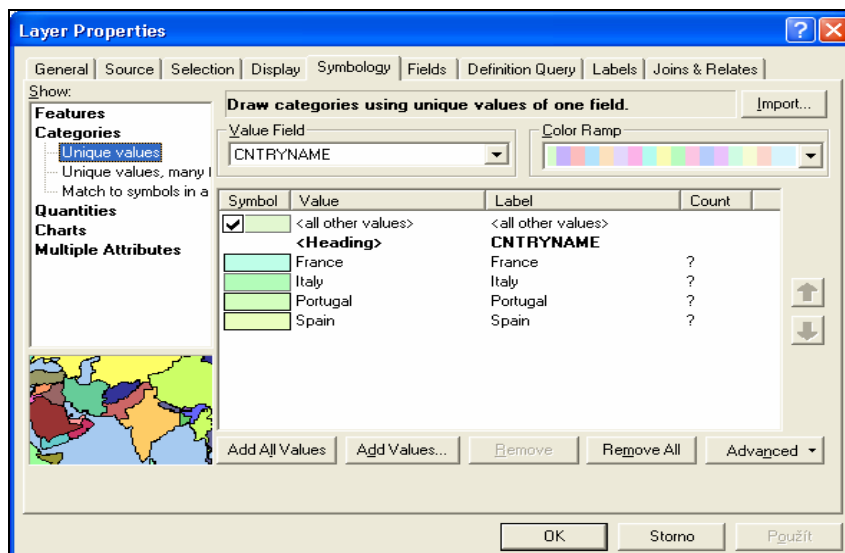 Layer Properties
General Source Selection Display Symbology Fields Definition Query Labels Joins & Relates
Show:
Features
Categories
Unique values
Unique values, many
Match to symbols in a
Quantities
Charts
Multiple Attributes
Draw categories using unique values of one field.
Import...
Value Field
CNTRYNAME
Color Ramp
Symbol Value Label Count
<all other values> <all other values>
<Heading> CNTRYNAME
France France ?
Italy Italy ?
Portugal Portugal ?
Spain Spain ?
Add All Values Add Values... Remove Remove All Advanced
OK Storno Použít